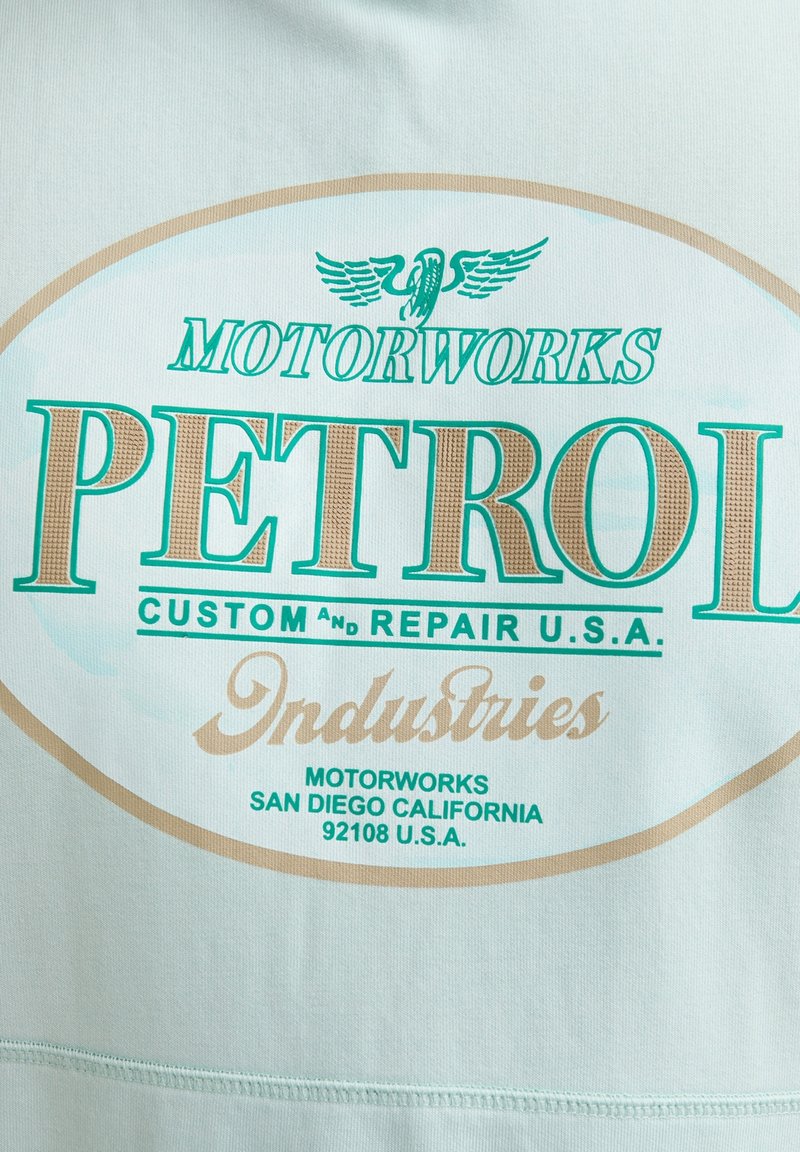 MOTORWORKS
PETROL
CUSTOM AND REPAIR U.S.A.
Industries
MOTORWORKS
SAN DIEGO CALIFORNIA
92108 U.S.A.